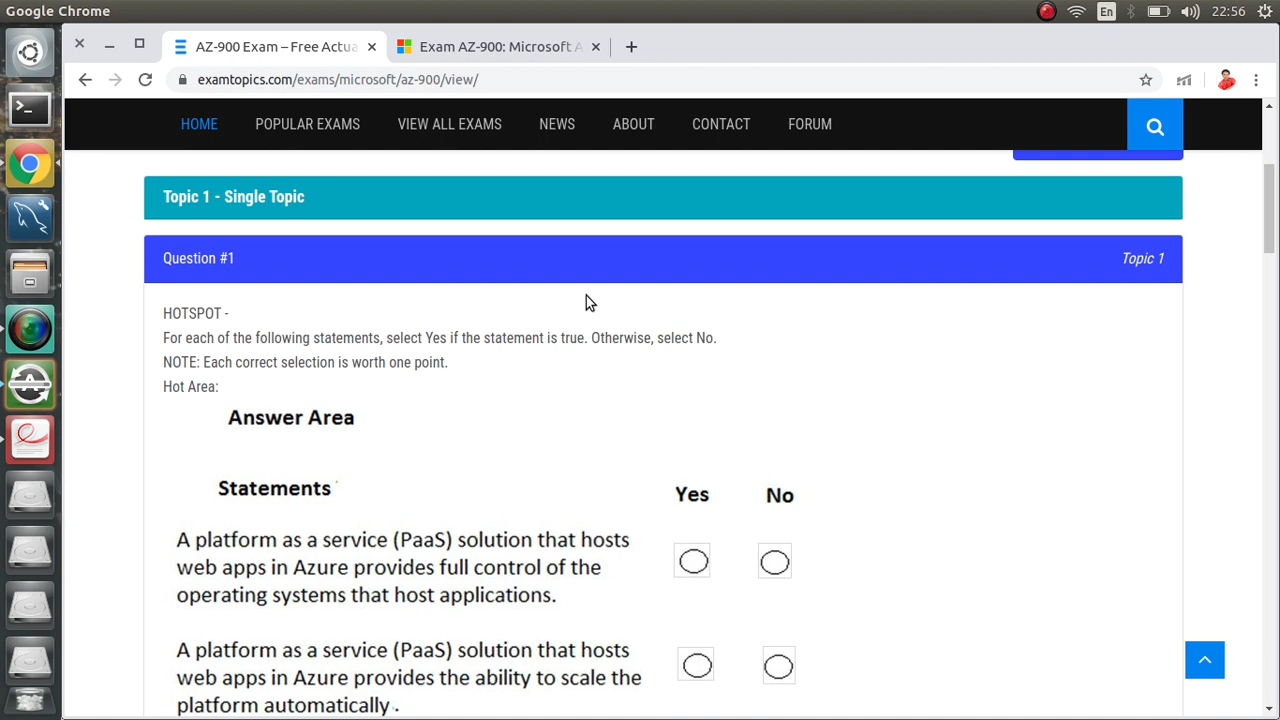 Google Chrome
En
22:56
AZ-900 Exam – Free Actua
Exam AZ-900: Microsoft A
examtopics.com/exams/microsoft/az-900/view/
HOME
POPULAR EXAMS
VIEW ALL EXAMS
NEWS
ABOUT
CONTACT
FORUM
Topic 1 - Single Topic
Question #1
Topic 1
HOTSPOT -
For each of the following statements, select Yes if the statement is true. Otherwise, select No.
NOTE: Each correct selection is worth one point.
Hot Area:
Answer Area
Statements
Yes No
A platform as a service (PaaS) solution that hosts
web apps in Azure provides full control of the
operating systems that host applications.
A platform as a service (PaaS) solution that hosts
web apps in Azure provides the ability to scale the
platform automatically.